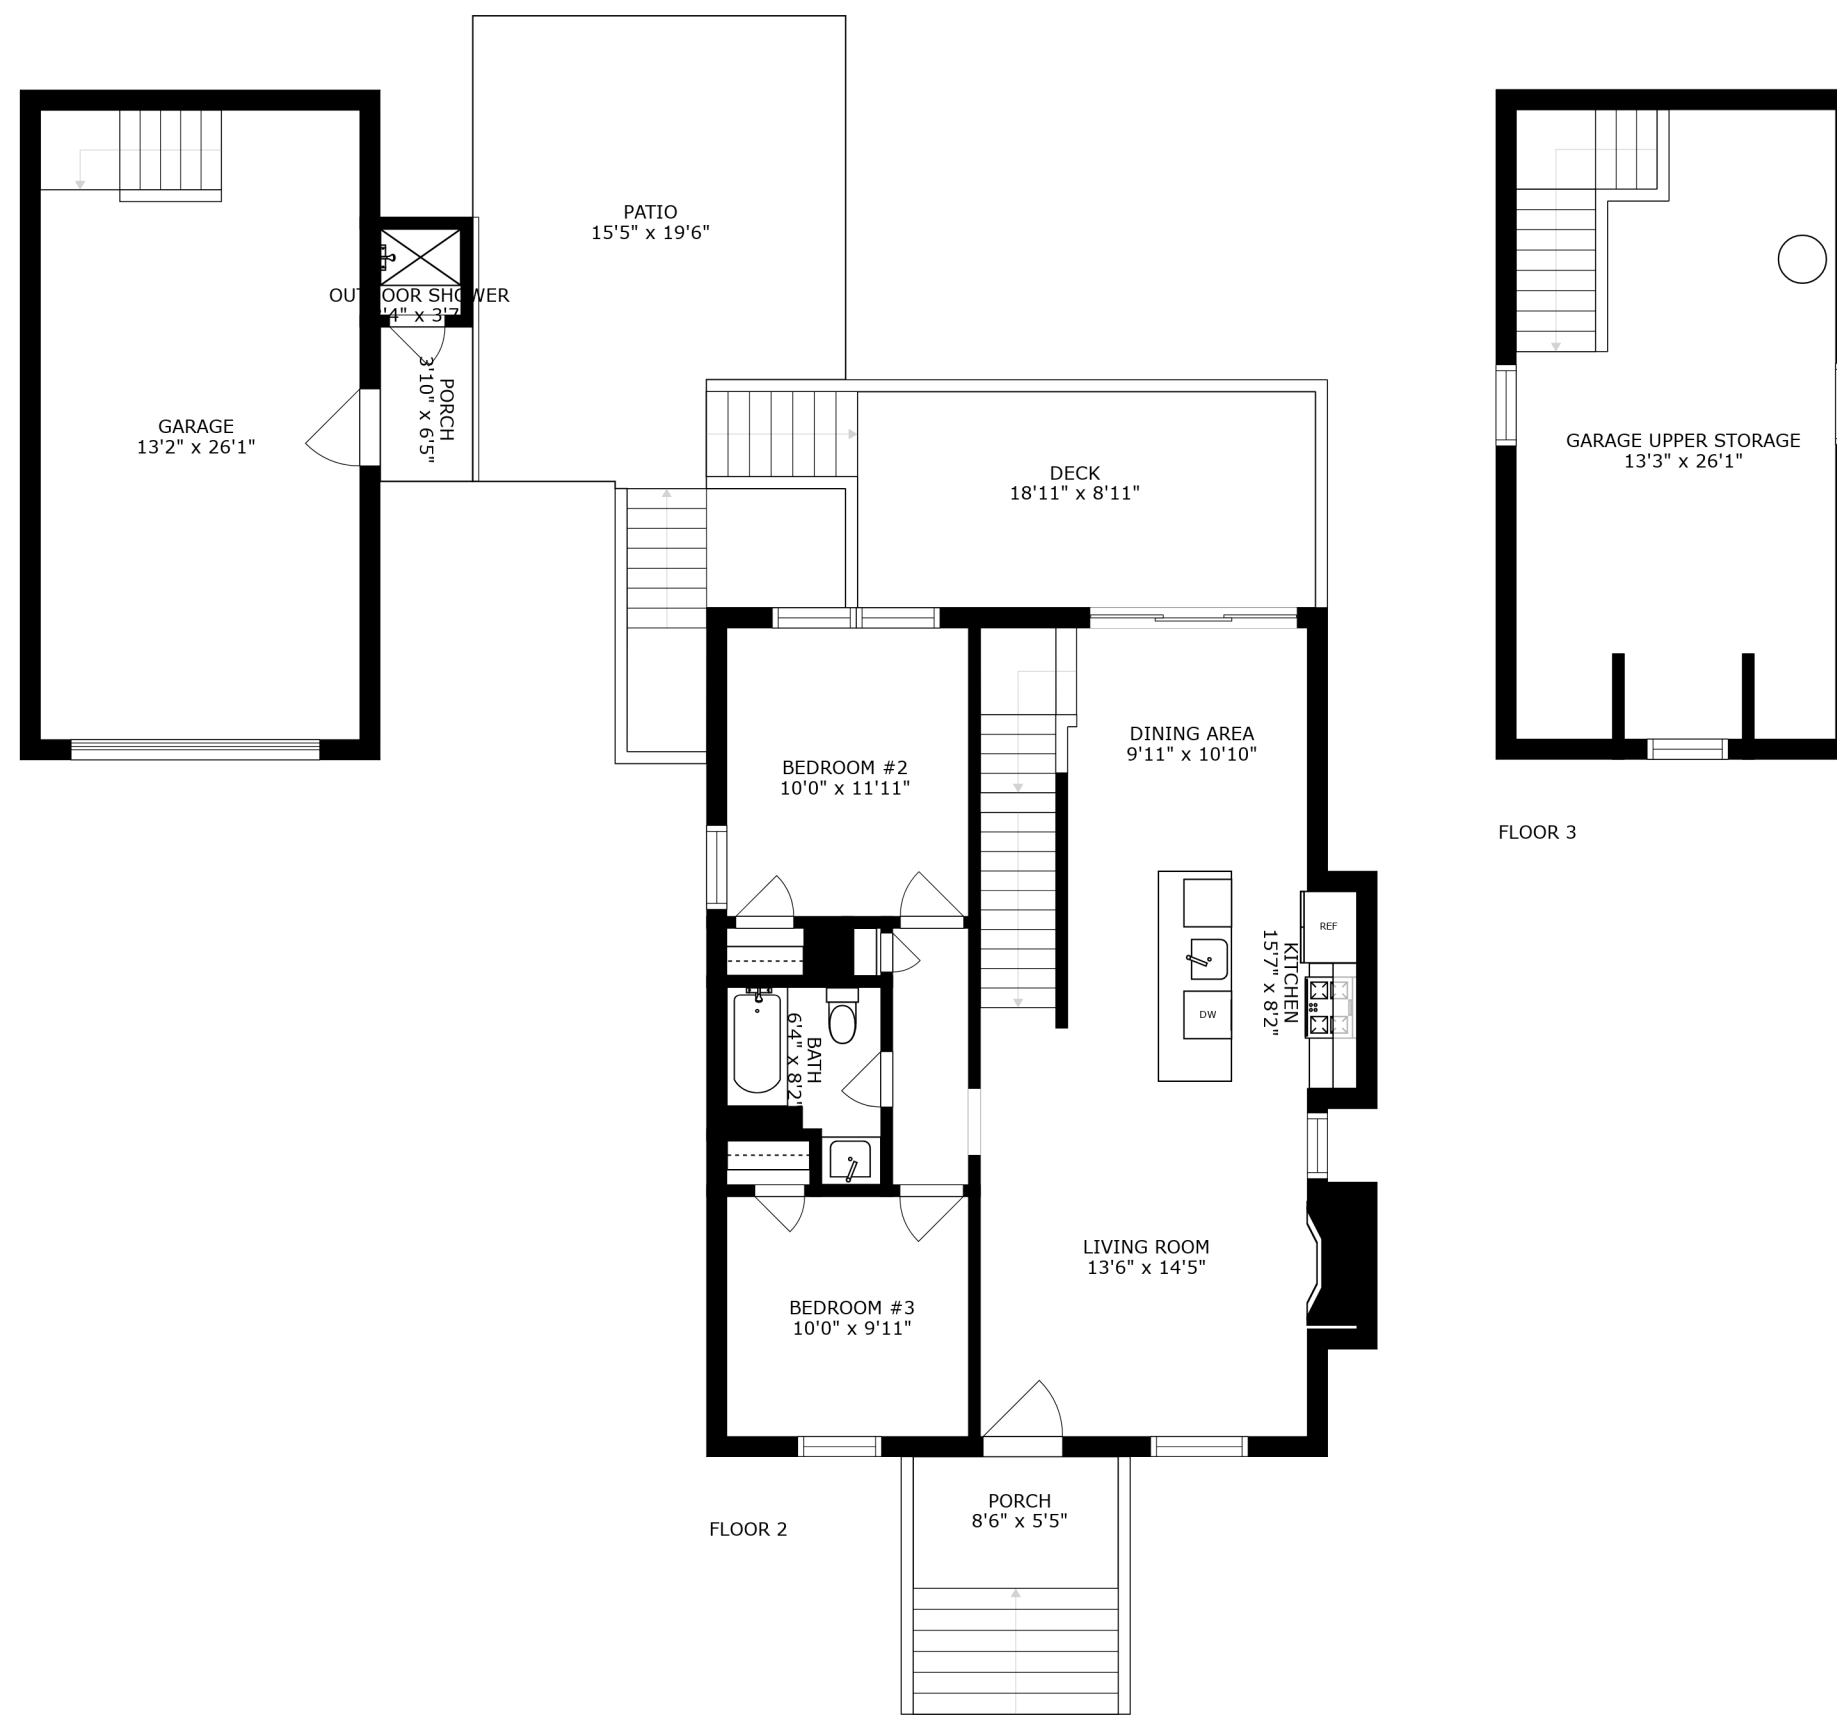 PATIO
15'5" x 19'6"
OUTDOOR SHOWER
'4" x 3'7
PORCH
3'10" x 6'5"
GARAGE
13'2" x 26'1"
DECK
18'11" x 8'11"
GARAGE UPPER STORAGE
13'3" x 26'1"
FLOOR 3
DINING AREA
9'11" x 10'10"
BEDROOM #2
10'0" x 11'11"
REF
KITCHEN
15'7" x 8'2"
DW
BATH
6'4" x 8'2"
LIVING ROOM
13'6" x 14'5"
BEDROOM #3
10'0" x 9'11"
PORCH
8'6" x 5'5"
FLOOR 2